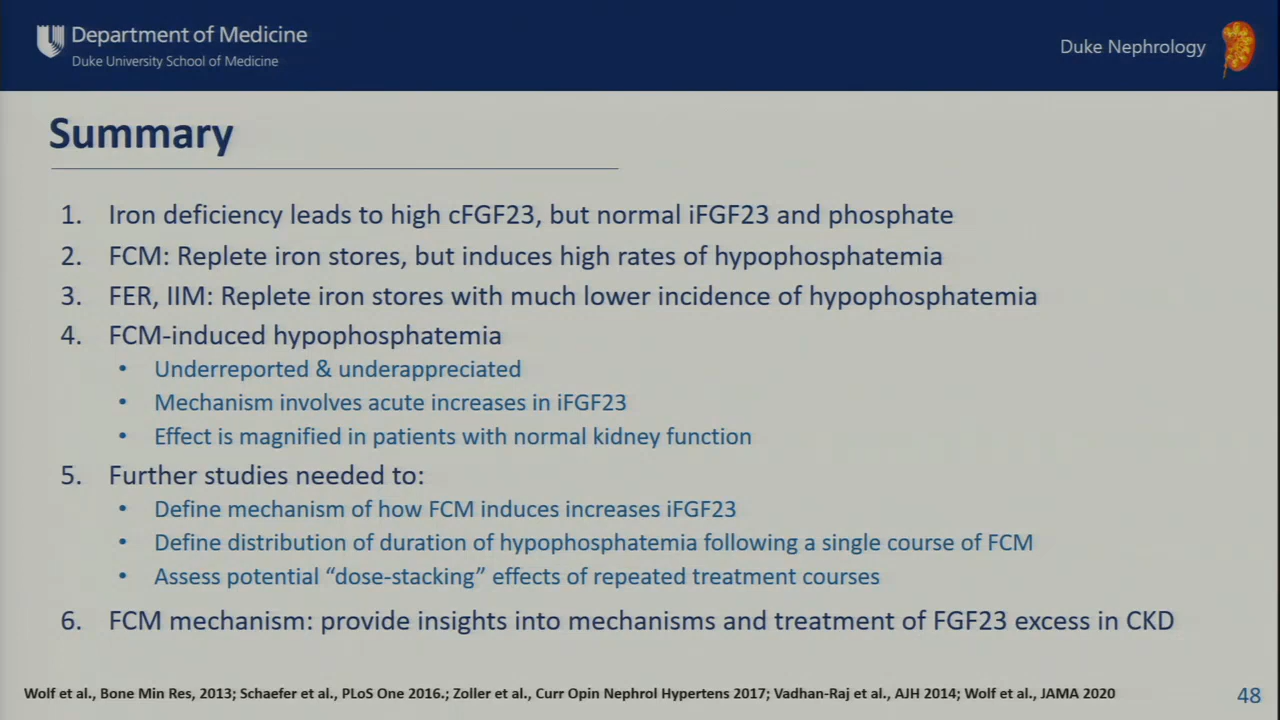 Department of Medicine
Duke University School of Medicine
Duke Nephrology
Summary
1. Iron deficiency leads to high cFGF23, but normal iFGF23 and phosphate
2. FCM: Replete iron stores, but induces high rates of hypophosphatemia
3. FER, IIM: Replete iron stores with much lower incidence of hypophosphatemia
4. FCM-induced hypophosphatemia
• Underreported & underappreciated
• Mechanism involves acute increases in iFGF23
• Effect is magnified in patients with normal kidney function
5. Further studies needed to:
• Define mechanism of how FCM induces increases iFGF23
• Define distribution of duration of hypophosphatemia following a single course of FCM
• Assess potential “dose-stacking” effects of repeated treatment courses
6. FCM mechanism: provide insights into mechanisms and treatment of FGF23 excess in CKD
Wolf et al., Bone Min Res, 2013; Schaefer et al., PLoS One 2016.; Zoller et al., Curr Opin Nephrol Hypertens 2017; Vadhan-Raj et al., AJH 2014; Wolf et al., JAMA 2020
48